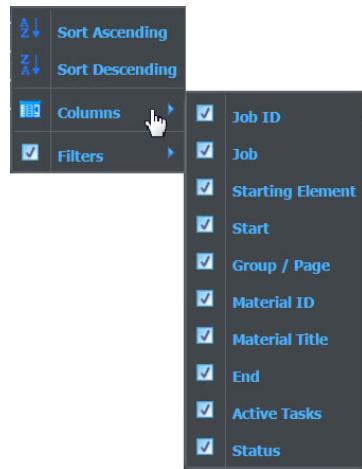 Sort Ascending
Sort Descending
Columns
Filters
Job ID
Job
Starting Element
Start
Group / Page
Material ID
Material Title
End
Active Tasks
Status